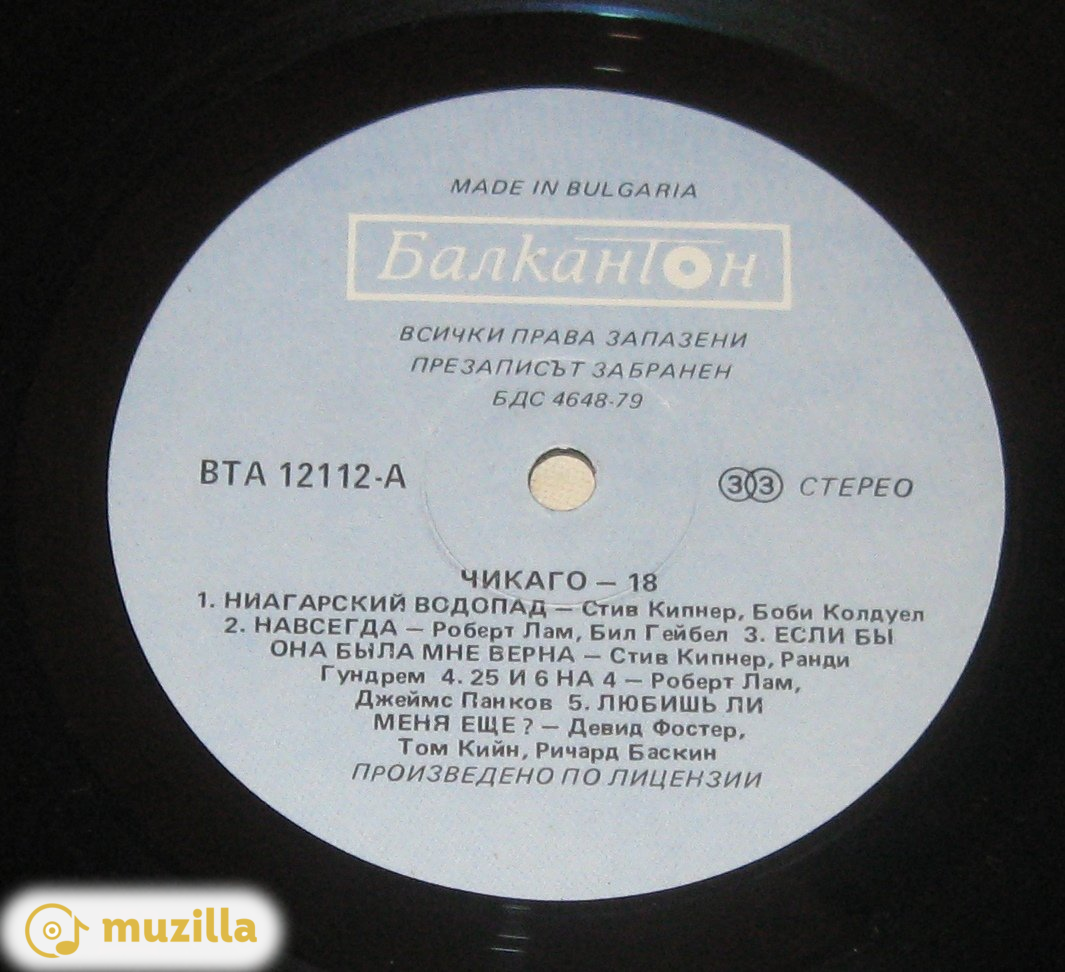 MADE IN BULGARIA
Балкантон
ВСИЧКИ ПРАВА ЗАПАЗЕНИ
ПРЕЗАПИСЪТ ЗАБРАНЕН
БДС 4648-79
ВТА 12112-А
33 СТЕРЕО
ЧИКАГО — 18
1. НИАГАРСКИЙ ВОДОПАД — Стив Кипнер, Боби Колдуел
2. НАВСЕГДА — Роберт Лам, Бил Гейбел 3. ЕСЛИ БЫ
ОНА БЫЛА МНЕ ВЕРНА — Стив Кипнер, Ранди
Гундрем 4. 25 И 6 НА 4 — Роберт Лам,
Джеймс Панков 5. ЛЮБИШЬ ЛИ
МЕНЯ ЕЩЕ? — Девид Фостер,
Том Кийн, Ричард Баскин
ПРОИЗВЕДЕНО ПО ЛИЦЕНЗИИ
muzilla